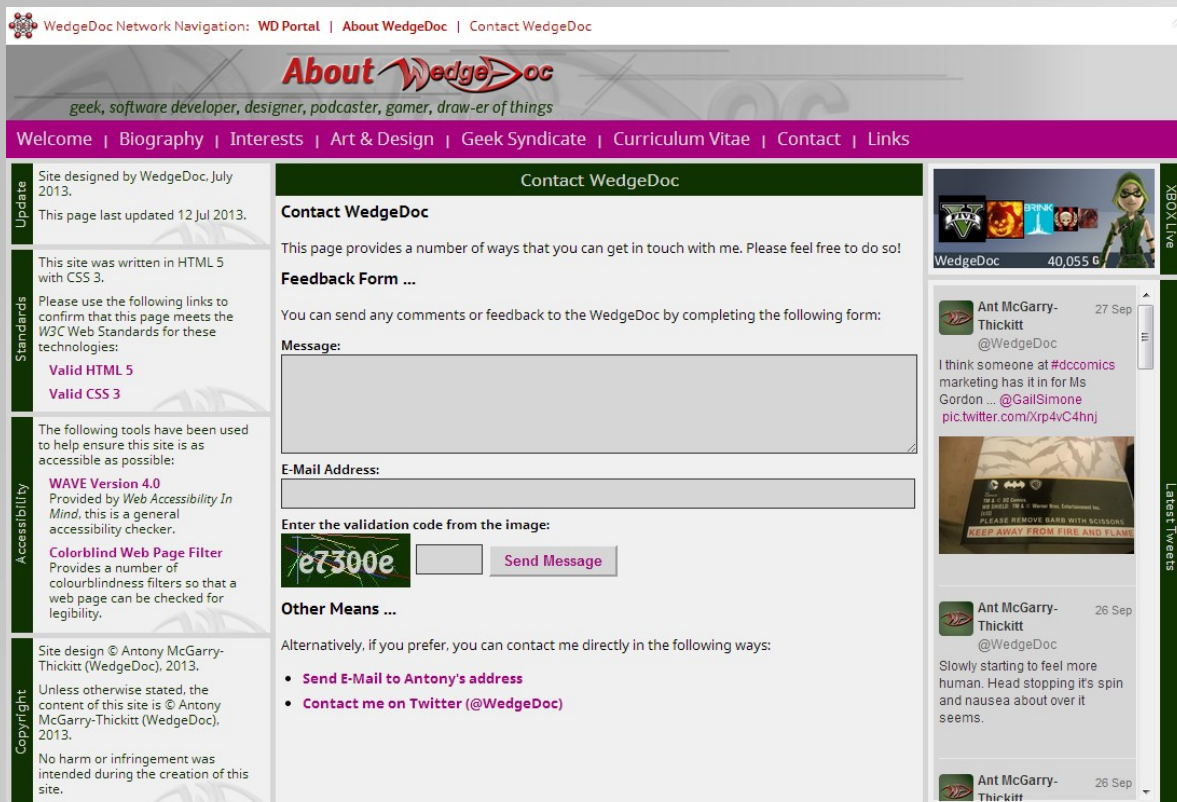 WedgeDoc Network Navigation: WD Portal | About WedgeDoc | Contact WedgeDoc
About WedgeDoc
geek, software developer, designer, podcaster, gamer, draw-er of things
Welcome | Biography | Interests | Art & Design | Geek Syndicate | Curriculum Vitae | Contact | Links
Update
Site designed by WedgeDoc, July
2013.
This page last updated 12 Jul 2013.
Standards
This site was written in HTML 5
with CSS 3.
Please use the following links to
confirm that this page meets the
W3C Web Standards for these
technologies:
Valid HTML 5
Valid CSS 3
Accessibility
The following tools have been used
to help ensure this site is as
accessible as possible:
WAVE Version 4.0
Provided by Web Accessibility In
Mind, this is a general
accessibility checker.
Colorblind Web Page Filter
Provides a number of
colourblindness filters so that a
web page can be checked for
legibility.
Copyright
Site design © Antony McGarry-
Thickitt (WedgeDoc), 2013.
Unless otherwise stated, the
content of this site is © Antony
McGarry-Thickitt (WedgeDoc),
2013.
No harm or infringement was
intended during the creation of this
site.
Contact WedgeDoc
Contact WedgeDoc
This page provides a number of ways that you can get in touch with me. Please feel free to do so!
Feedback Form ...
You can send any comments or feedback to the WedgeDoc by completing the following form:
Message:
E-Mail Address:
Enter the validation code from the image:
e7300e
Send Message
Other Means ...
Alternatively, if you prefer, you can contact me directly in the following ways:
• Send E-Mail to Antony's address
• Contact me on Twitter (@WedgeDoc)
XBOX Live
V
FIVE
BRINK
WedgeDoc 40,055 G
Latest Tweets
Ant McGarry- 27 Sep
Thickitt
@WedgeDoc
I think someone at #dccomics
marketing has it in for Ms
Gordon ... @GailSimone
pic.twitter.com/Xrp4vC4hnj
TM & © DC Comics.
WB SHIELD: TM & © Warner Bros. Entertainment Inc.
PLEASE REMOVE BARB WITH SCISSORS
KEEP AWAY FROM FIRE AND FLAME
Ant McGarry- 26 Sep
Thickitt
@WedgeDoc
Slowly starting to feel more
human. Head stopping it's spin
and nausea about over it
seems.
Ant McGarry- 26 Sep
Thickitt